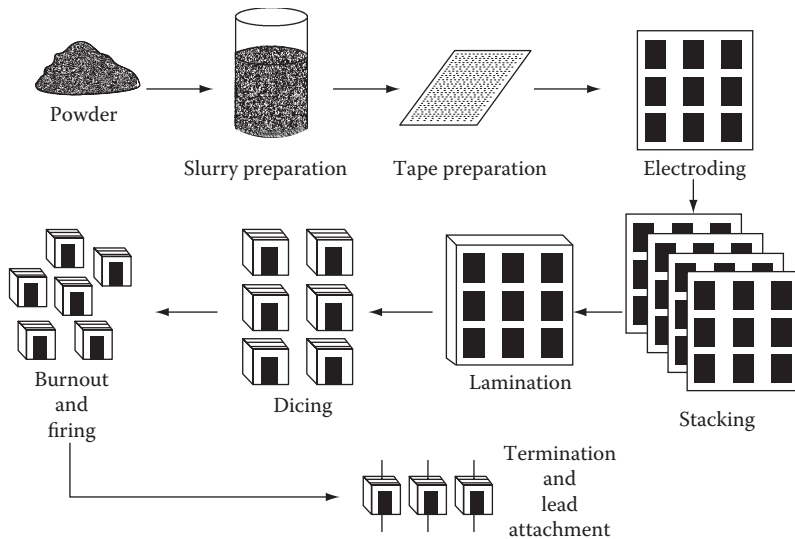 Powder
Slurry preparation
Tape preparation
Electroding
Stacking
Lamination
Dicing
Burnout
and
firing
Termination
and
lead
attachment